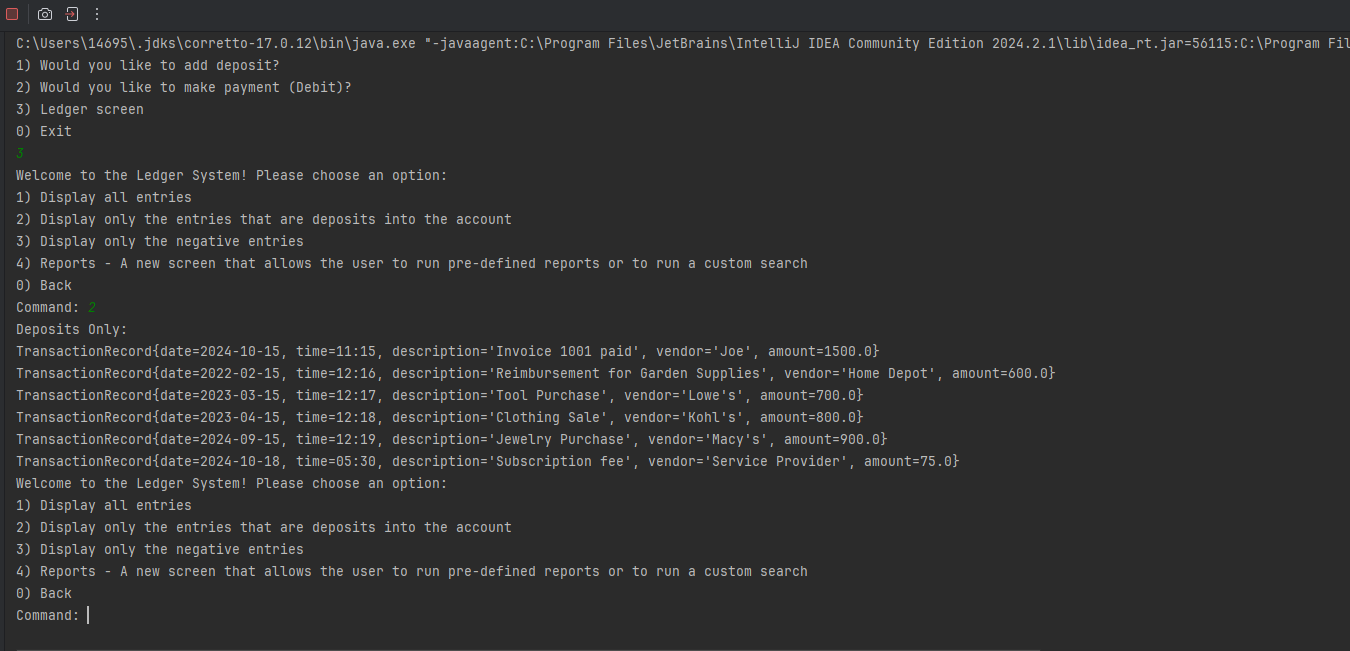 C:\Users\14695\.jdks\corretto-17.0.12\bin\java.exe "-javaagent:C:\Program Files\JetBrains\IntelliJ IDEA Community Edition 2024.2.1\lib\idea_rt.jar=56115:C:\Program Fil
1) Would you like to add deposit?
2) Would you like to make payment (Debit)?
3) Ledger screen
0) Exit
3
Welcome to the Ledger System! Please choose an option:
1) Display all entries
2) Display only the entries that are deposits into the account
3) Display only the negative entries
4) Reports - A new screen that allows the user to run pre-defined reports or to run a custom search
0) Back
Command: 2
Deposits Only:
TransactionRecord{date=2024-10-15, time=11:15, description='Invoice 1001 paid', vendor='Joe', amount=1500.0}
TransactionRecord{date=2022-02-15, time=12:16, description='Reimbursement for Garden Supplies', vendor='Home Depot', amount=600.0}
TransactionRecord{date=2023-03-15, time=12:17, description='Tool Purchase', vendor='Lowe's', amount=700.0}
TransactionRecord{date=2023-04-15, time=12:18, description='Clothing Sale', vendor='Kohl's', amount=800.0}
TransactionRecord{date=2024-09-15, time=12:19, description='Jewelry Purchase', vendor='Macy's', amount=900.0}
TransactionRecord{date=2024-10-18, time=05:30, description='Subscription fee', vendor='Service Provider', amount=75.0}
Welcome to the Ledger System! Please choose an option:
1) Display all entries
2) Display only the entries that are deposits into the account
3) Display only the negative entries
4) Reports - A new screen that allows the user to run pre-defined reports or to run a custom search
0) Back
Command: